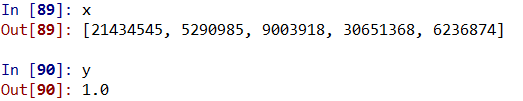 In [89]: x
Out[89]: [21434545, 5290985, 9003918, 30651368, 6236874]
In [90]: y
Out[90]: 1.0